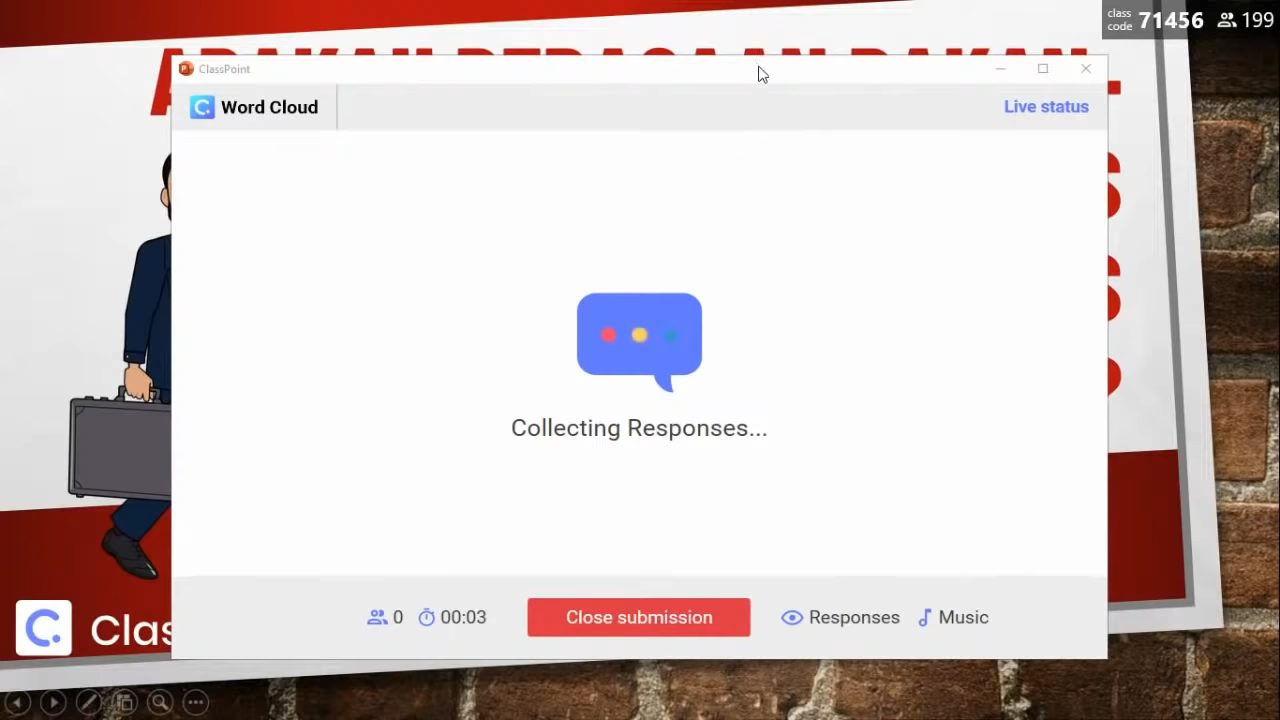 class
code 71456 199
ClassPoint
Word Cloud
Live status
Collecting Responses...
0 00:03 Close submission Responses Music
Clas